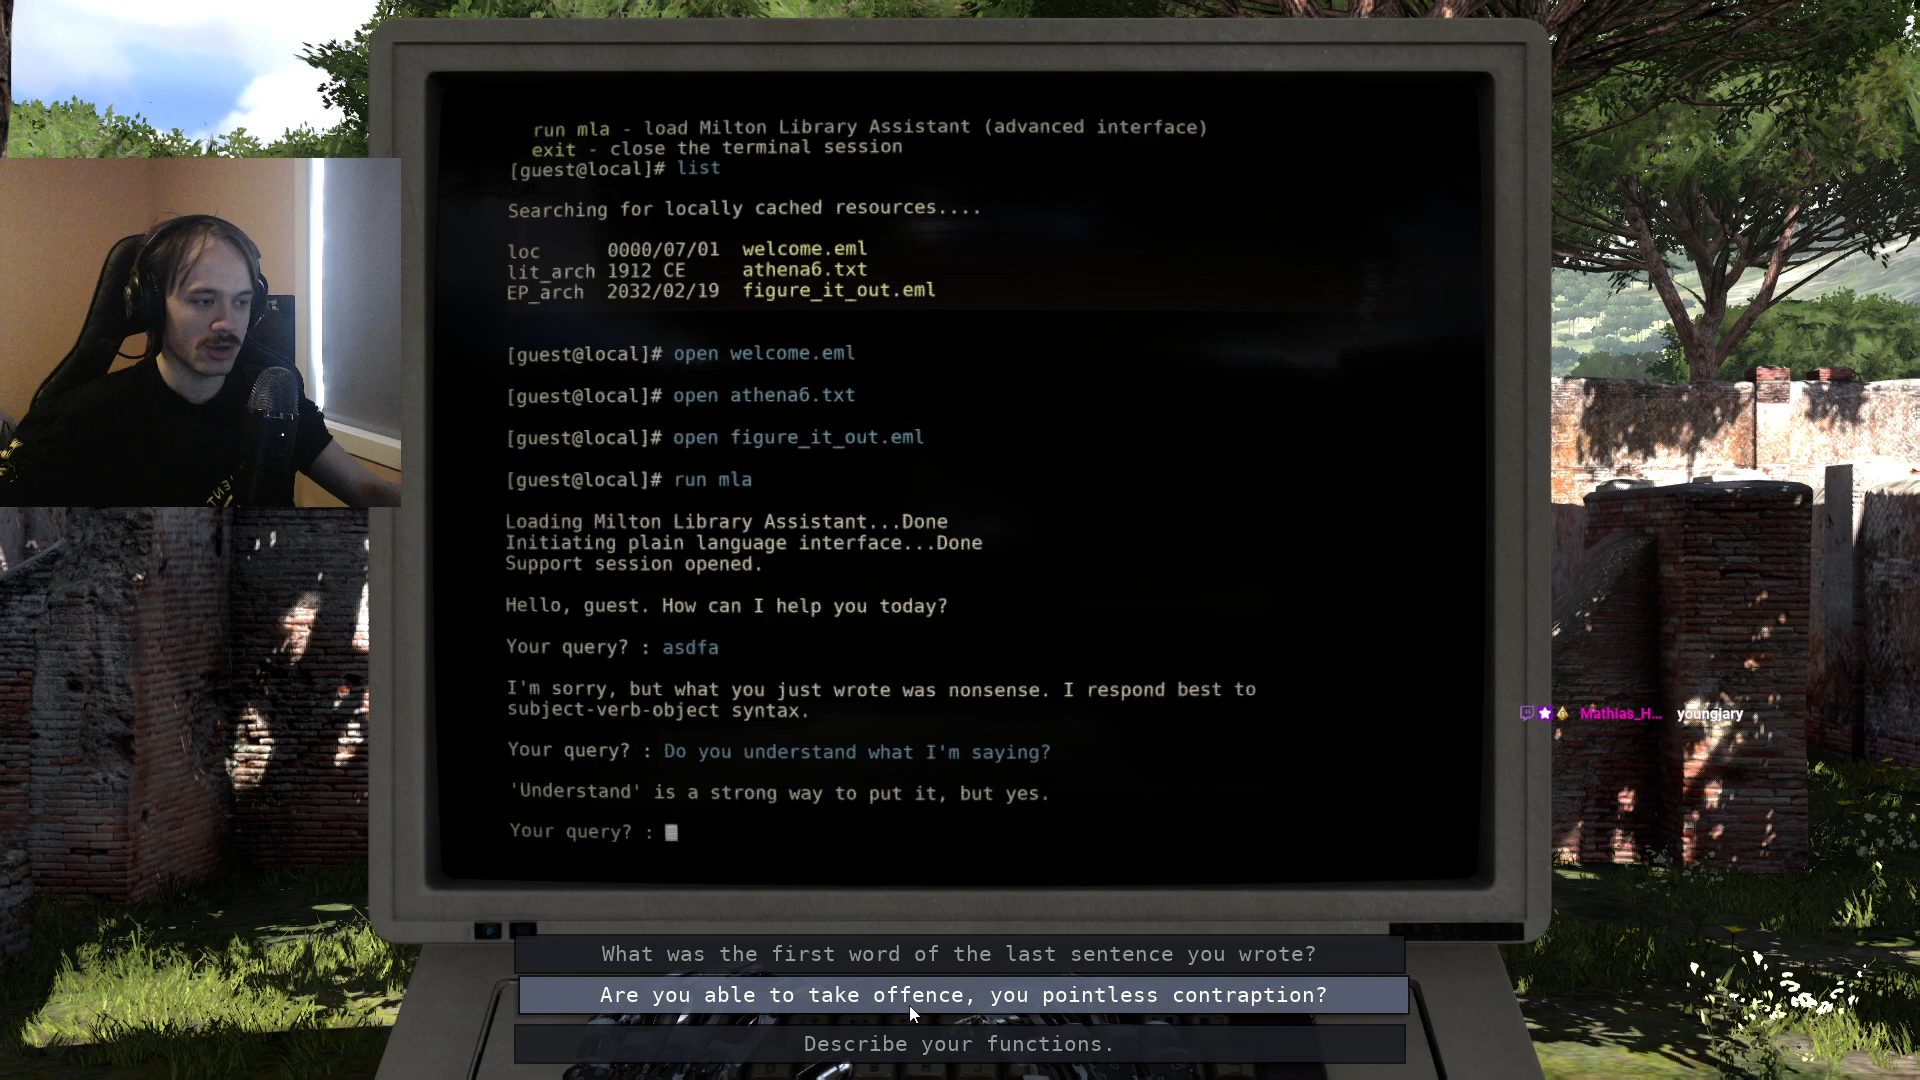 run mla - load Milton Library Assistant (advanced interface)
exit - close the terminal session
[guest@local]# list
Searching for locally cached resources....
loc 0000/07/01 welcome.eml
lit_arch 1912 CE athena6.txt
EP_arch 2032/02/19 figure_it_out.eml
[guest@local]# open welcome.eml
[guest@local]# open athena6.txt
[guest@local]# open figure_it_out.eml
[guest@local]# run mla
Loading Milton Library Assistant...Done
Initiating plain language interface...Done
Support session opened.
Hello, guest. How can I help you today?
Your query? : asdfa
I'm sorry, but what you just wrote was nonsense. I respond best to
subject-verb-object syntax.
Mathias_H... youngjary
Your query? : Do you understand what I'm saying?
'Understand' is a strong way to put it, but yes.
Your query? :
What was the first word of the last sentence you wrote?
Are you able to take offence, you pointless contraption?
Describe your functions.